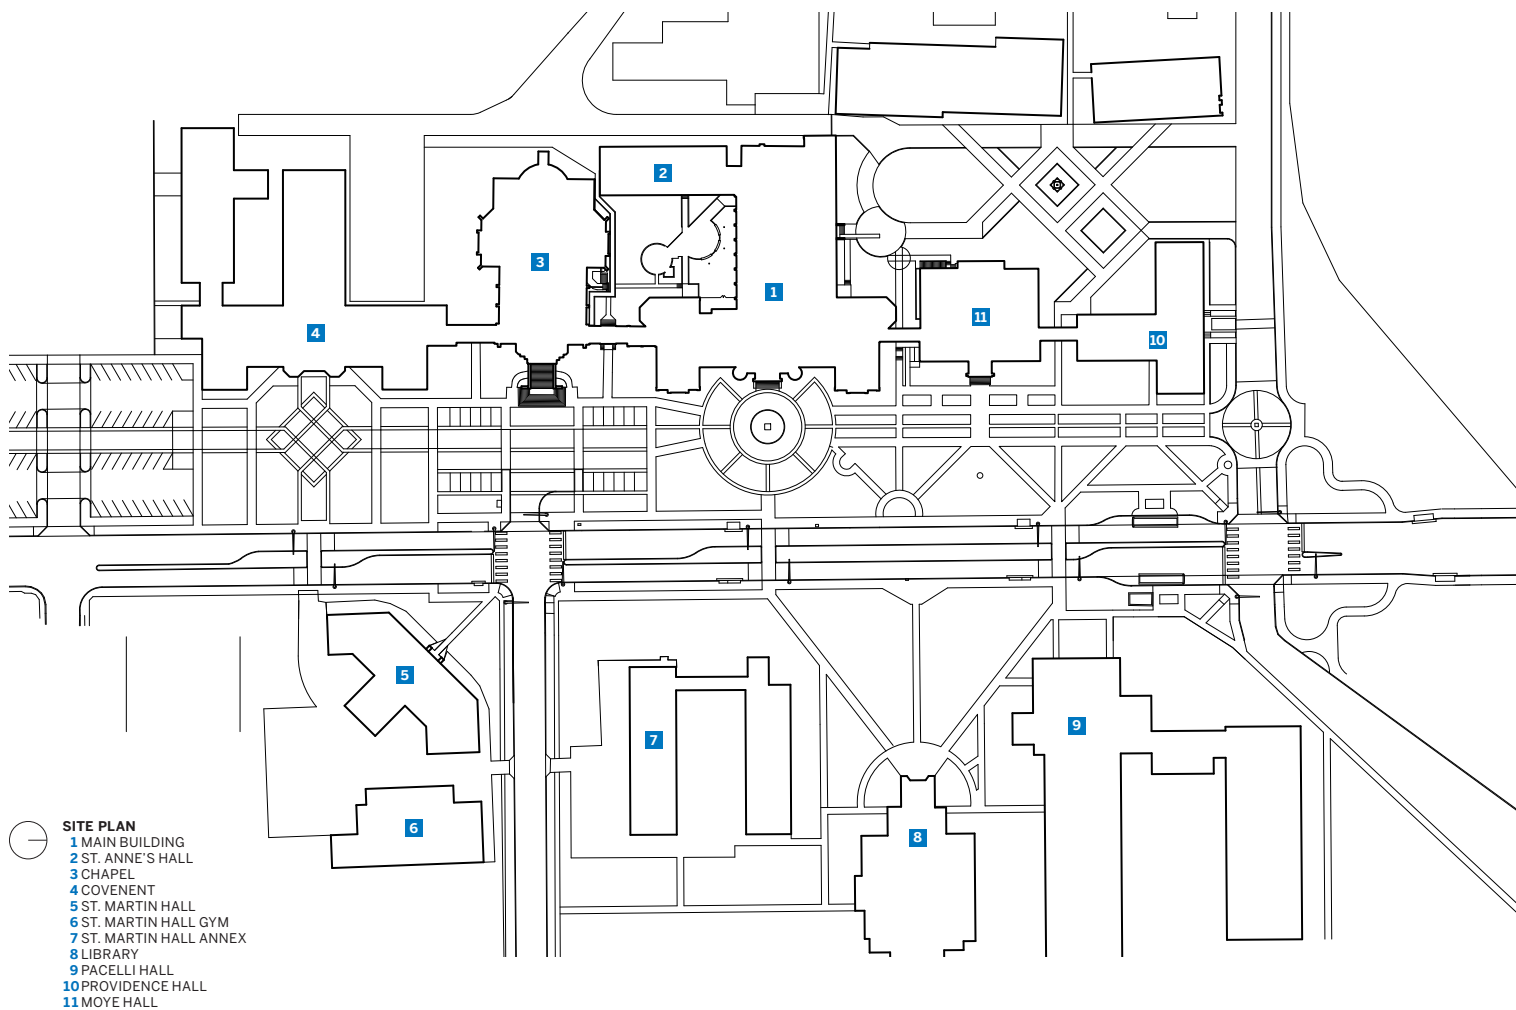 2
3
1
11
4
10
5
9
7
6
8
SITE PLAN
1 MAIN BUILDING
2 ST. ANNE'S HALL
3 CHAPEL
4 COVENENT
5 ST. MARTIN HALL
6 ST. MARTIN HALL GYM
7 ST. MARTIN HALL ANNEX
8 LIBRARY
9 PACELLI HALL
10 PROVIDENCE HALL
11 MOYE HALL